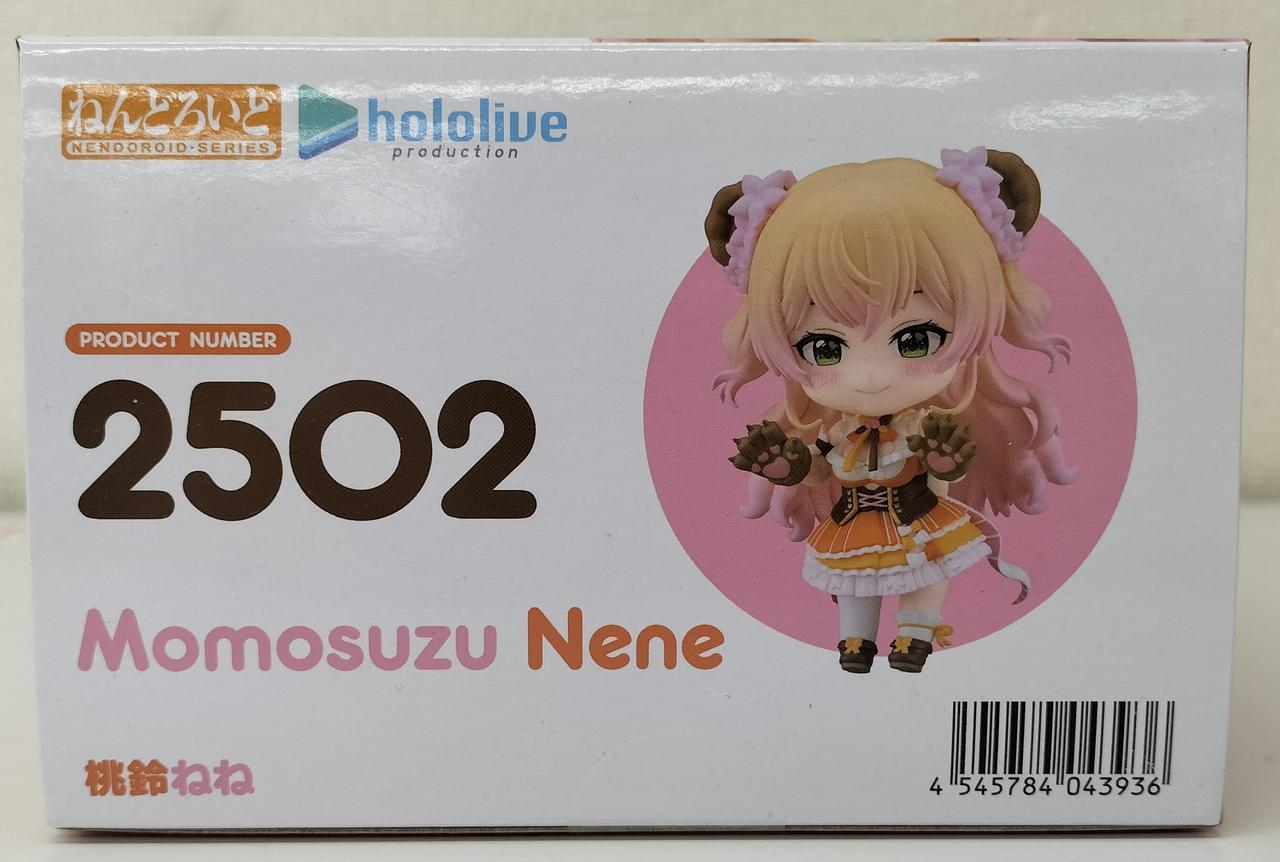 ねんどろいど
NENDOROID-SERIES
hololive
production
PRODUCT NUMBER
2502
Momosuzu Nene
桃鈴ねね
4 545784 043936